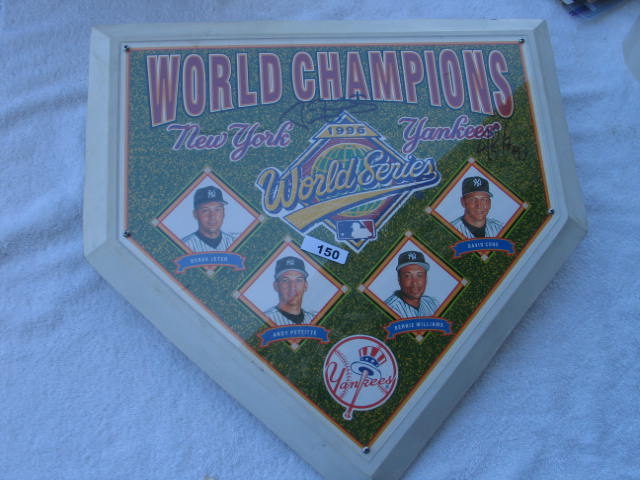 WORLD CHAMPIONS
New York
1996
Yankees
World Series
150
DEREK JETER
DAVID CONE
ANDY PETTITTE
BERNIE WILLIAMS
Yankees